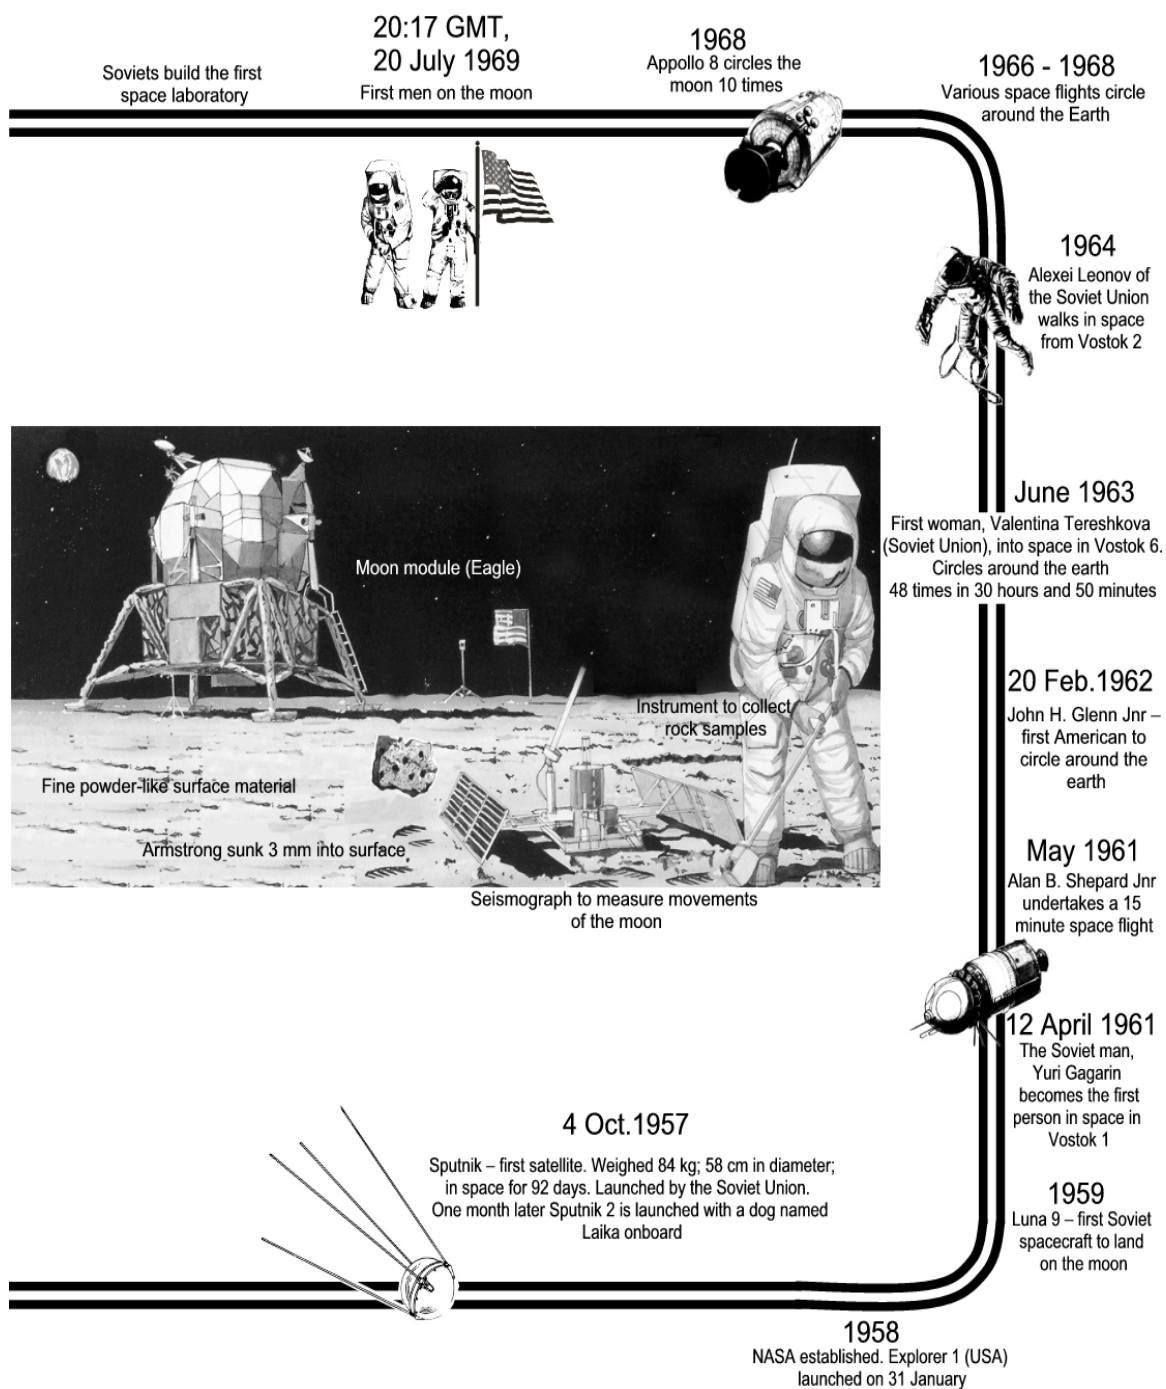 20:17 GMT,
20 July 1969
First men on the moon
Soviets build the first
space laboratory
1968
Appollo 8 circles the
moon 10 times
1966 - 1968
Various space flights circle
around the Earth
1964
Alexei Leonov of
the Soviet Union
walks in space
from Vostok 2
June 1963
First woman, Valentina Tereshkova
(Soviet Union), into space in Vostok 6.
Circles around the earth
48 times in 30 hours and 50 minutes
Moon module (Eagle)
Instrument to collect
rock samples
Fine powder-like surface material
Armstrong sunk 3 mm into surface
Seismograph to measure movements
of the moon
20 Feb.1962
John H. Glenn Jnr –
first American to
circle around the
earth
May 1961
Alan B. Shepard Jnr
undertakes a 15
minute space flight
12 April 1961
The Soviet man,
Yuri Gagarin
becomes the first
person in space in
Vostok 1
4 Oct.1957
Sputnik – first satellite. Weighed 84 kg; 58 cm in diameter;
in space for 92 days. Launched by the Soviet Union.
One month later Sputnik 2 is launched with a dog named
Laika onboard
1959
Luna 9 – first Soviet
spacecraft to land
on the moon
1958
NASA established. Explorer 1 (USA)
launched on 31 January